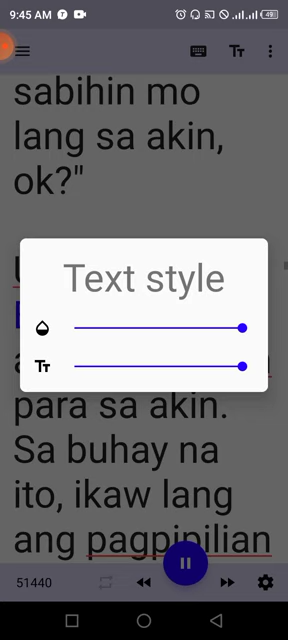 9:45 AM
49
sabihin mo
lang sa akin,
ok?"
Text style
para sa akin.
Sa buhay na
ito, ikaw lang
ang pagpipilian
51440